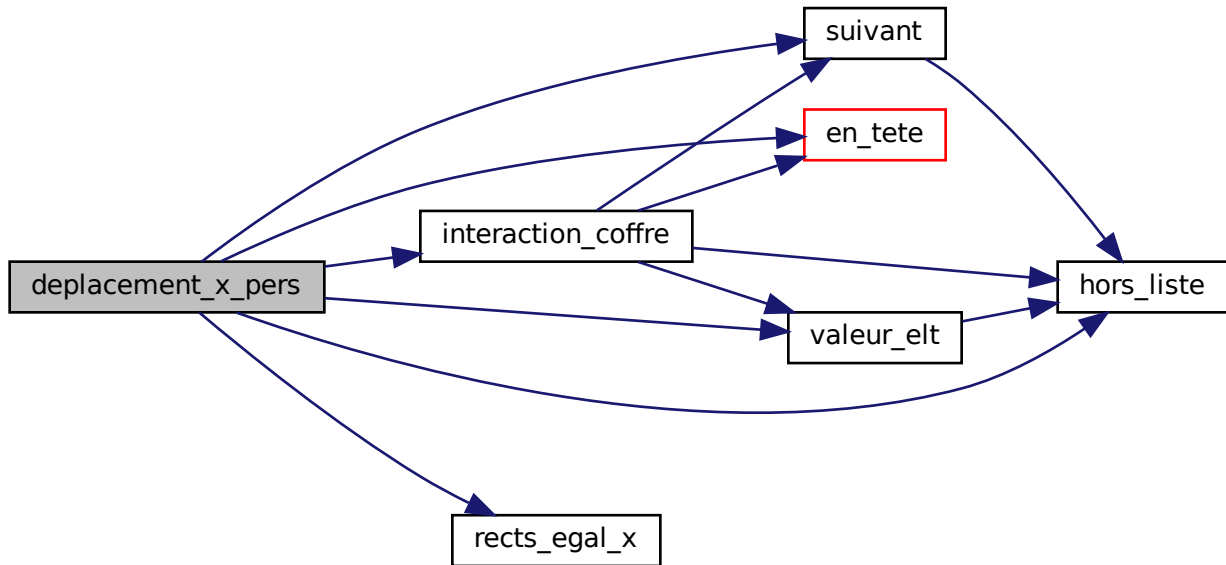 suivant
en_tete
interaction_coffre
deplacement_x_pers
hors_liste
valeur_elt
rects_egal_x